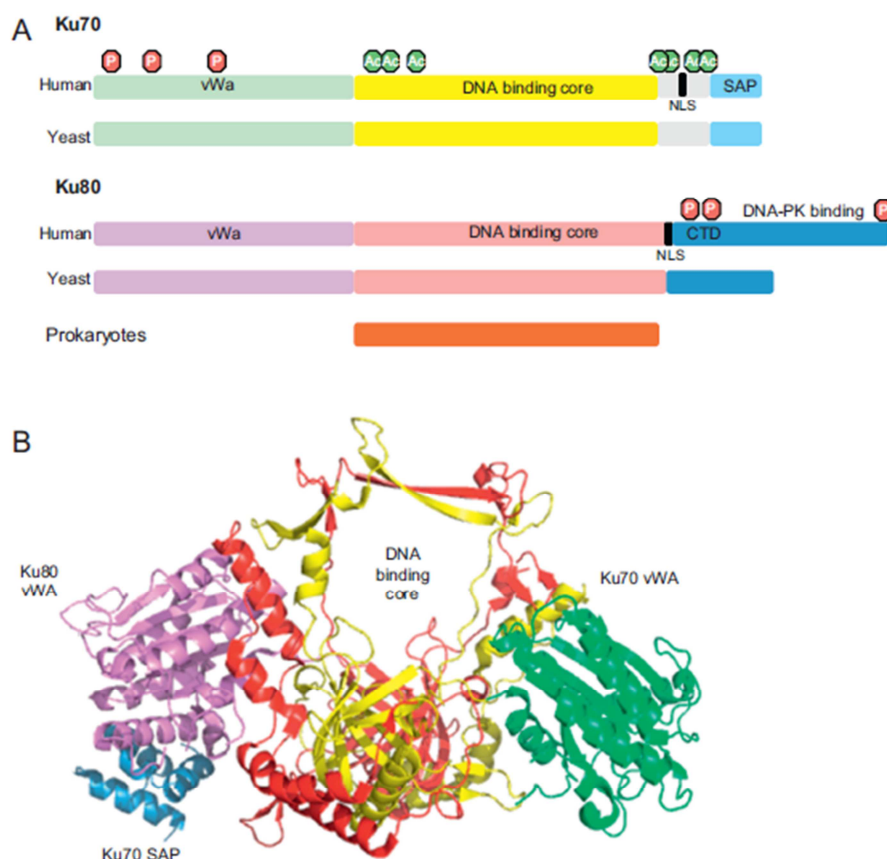 A
Ku70
P P P Ac Ac Ac Ac Ac Ac Ac
Human vWa DNA binding core SAP
NLS
Yeast
Ku80
P P DNA-PK binding P
Human vWa DNA binding core CTD
NLS
Yeast
Prokaryotes
B
Ku80
vWA
DNA
binding
core
Ku70 vWA
Ku70 SAP